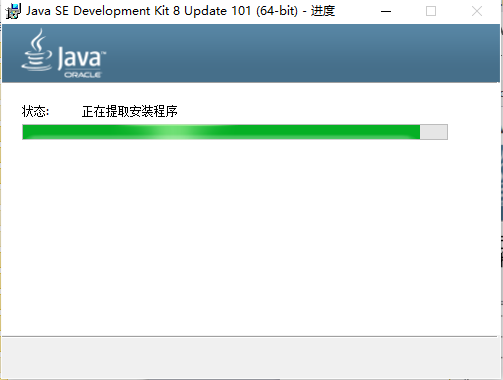 Java SE Development Kit 8 Update 101 (64-bit) - 进度
Java™
ORACLE
状态: 正在提取安装程序